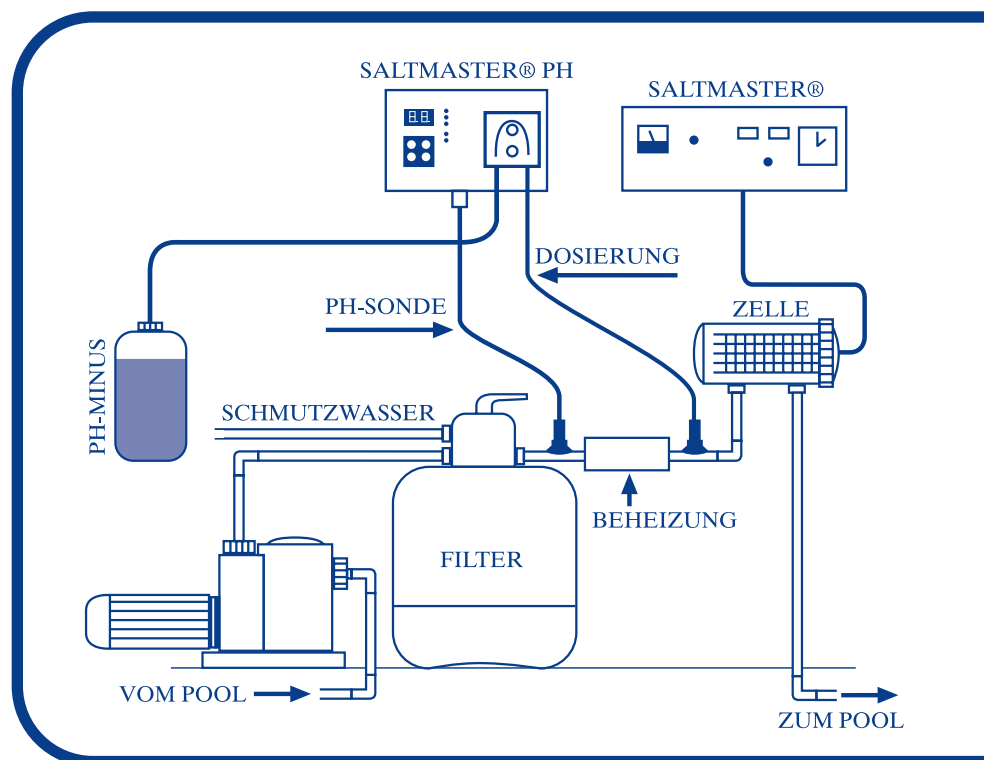 SALTMASTER® PH
SALTMASTER®
DOSIERUNG
PH-SONDE
ZELLE
PH-MINUS
SCHMUTZWASSER
BEHEIZUNG
FILTER
VOM POOL
ZUM POOL